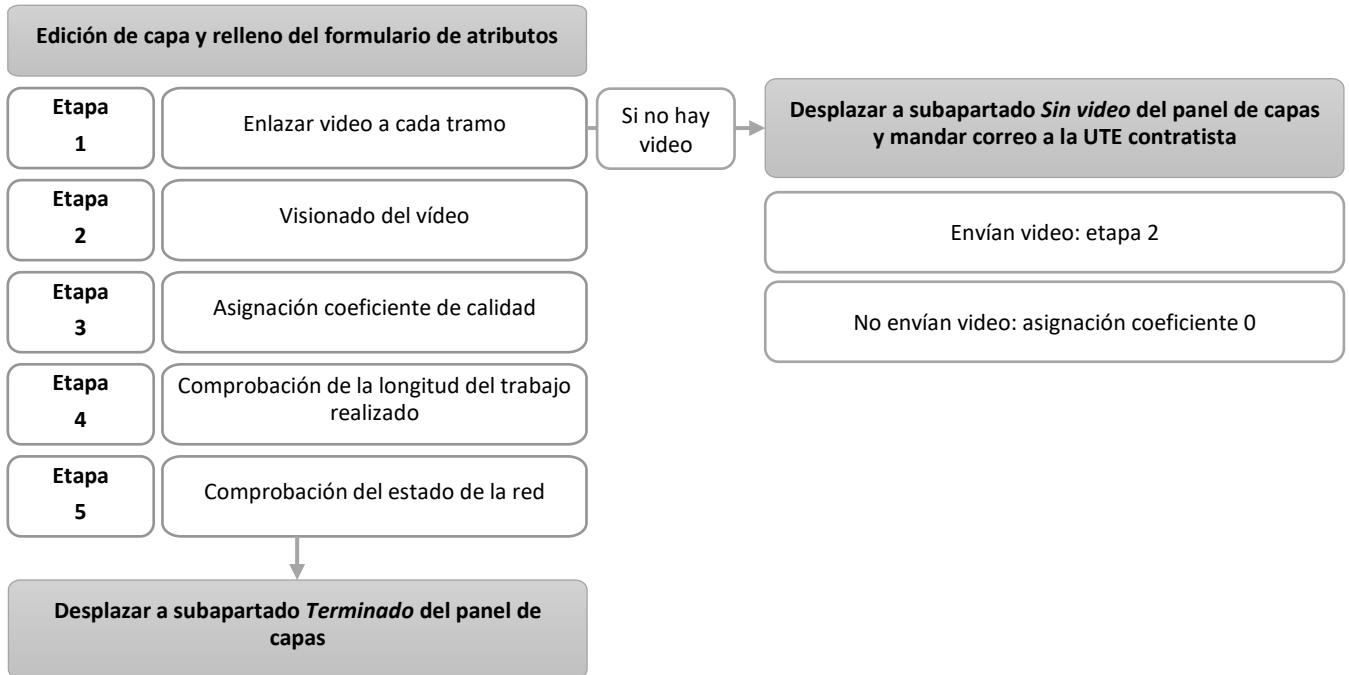 Edición de capa y relleno del formulario de atributos
Etapa
1
Enlazar video a cada tramo
Si no hay
video
Desplazar a subapartado Sin video del panel de capas
y mandar correo a la UTE contratista
Etapa
2
Visionado del vídeo
Envían video: etapa 2
Etapa
3
Asignación coeficiente de calidad
No envían video: asignación coeficiente 0
Etapa
4
Comprobación de la longitud del trabajo
realizado
Etapa
5
Comprobación del estado de la red
Desplazar a subapartado Terminado del panel de
capas